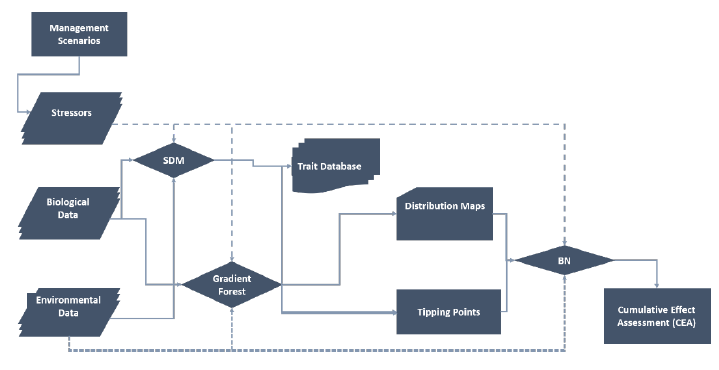 Management
Scenarios
Stressors
SDM
Trait Database
Biological
Data
Distribution Maps
BN
Gradient
Forest
Environmental
Data
Tipping Points
Cumulative Effect
Assessment (CEA)